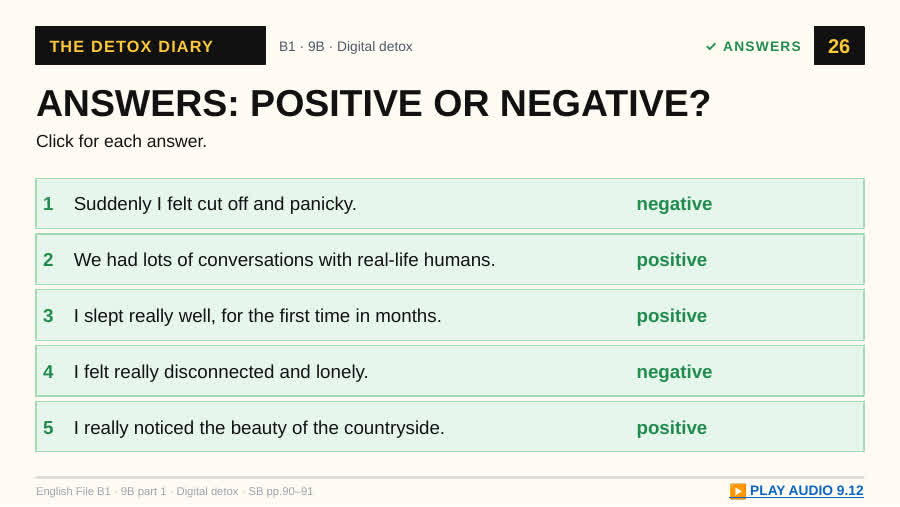 THE DETOX DIARY
B1 · 9B · Digital detox
✓ ANSWERS
26
ANSWERS: POSITIVE OR NEGATIVE?
Click for each answer.
1 Suddenly I felt cut off and panicky. negative
2 We had lots of conversations with real-life humans. positive
3 I slept really well, for the first time in months. positive
4 I felt really disconnected and lonely. negative
5 I really noticed the beauty of the countryside. positive
English File B1 · 9B part 1 · Digital detox · SB pp.90–91
▶ PLAY AUDIO 9.12